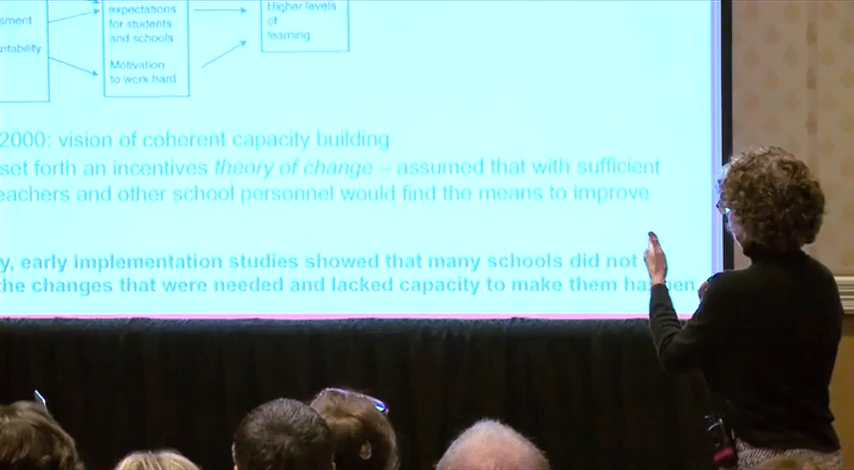 expectations
for students
and schools
Motivation
to work hard
Higher levels
of
learning
2000: vision of coherent capacity building
set forth an incentives theory of change – assumed that with sufficient
eachers and other school personnel would find the means to improve
y, early implementation studies showed that many schools did not
the changes that were needed and lacked capacity to make them